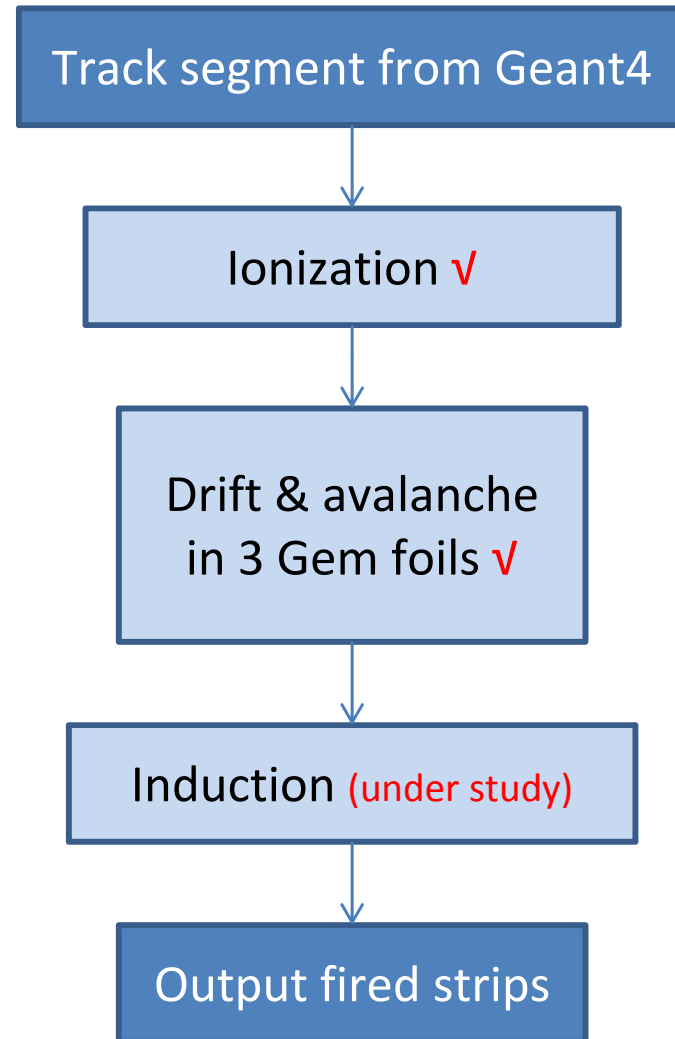 Track segment from Geant4
Ionization √
Drift & avalanche
in 3 Gem foils √
Induction (under study)
Output fired strips